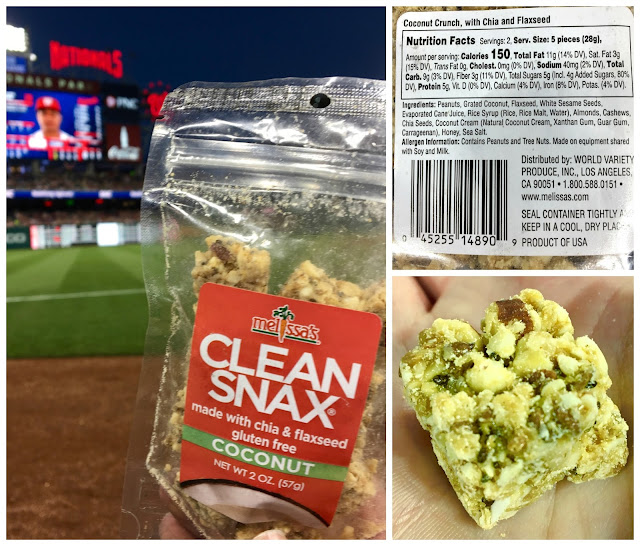 NATIONALS
NALS PARK
PNC
Coca-Cola
melissa's
CLEAN
SNAX®
made with chia & flaxseed
gluten free
COCONUT
NET WT 2 OZ. (57g)
Coconut Crunch, with Chia and Flaxseed
Nutrition Facts Servings: 2, Serv. Size: 5 pieces (28g),
Amount per serving: Calories 150, Total Fat 11g (14% DV), Sat. Fat 3g
(15% DV), Trans Fat 0g, Cholest. 0mg (0% DV), Sodium 40mg (2% DV), Total
Carb. 9g (3% DV), Fiber 3g (11% DV), Total Sugars 5g (Incl. 4g Added Sugars, 80%
DV), Protein 5g, Vit. D (0% DV), Calcium (4% DV), Iron (8% DV), Potas. (4% DV).
Ingredients: Peanuts, Grated Coconut, Flaxseed, White Sesame Seeds,
Evaporated Cane Juice, Rice Syrup (Rice, Rice Malt, Water), Almonds, Cashews,
Chia Seeds, Coconut Cream (Natural Coconut Cream, Xanthan Gum, Guar Gum,
Carrageenan), Honey, Sea Salt.
Allergen Information: Contains Peanuts and Tree Nuts. Made on equipment shared
with Soy and Milk.
Distributed by: WORLD VARIETY
PRODUCE, INC., LOS ANGELES,
CA 90051 • 1.800.588.0151 •
www.melissas.com
SEAL CONTAINER TIGHTLY A
KEEP IN A COOL, DRY PLAC
PRODUCT OF USA
0 45255 14890 9